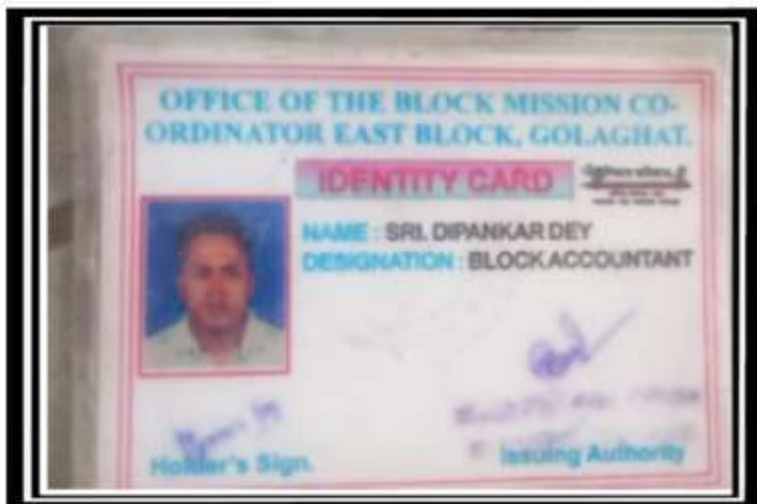 OFFICE OF THE BLOCK MISSION CO-
ORDINATOR EAST BLOCK, GOLAGHAT.
IDENTITY CARD
NAME : SRI. DIPANKAR DEY
DESIGNATION : BLOCK ACCOUNTANT
Holder's Sign.
Issuing Authority